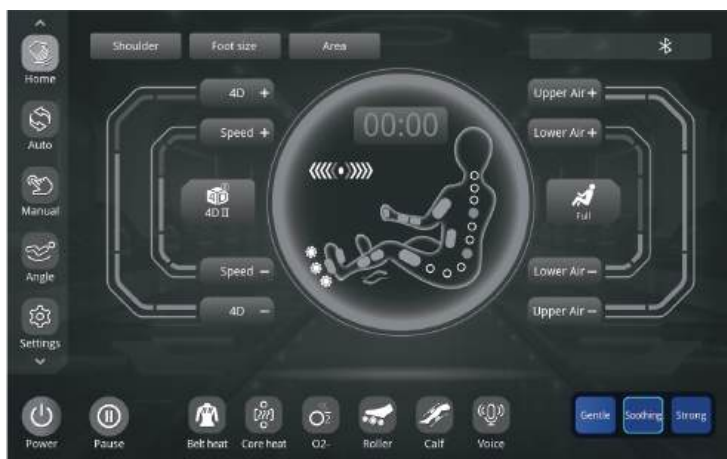 Shoulder Foot size Area
Home
4D + Upper Air +
Speed + Lower Air +
00:00
Auto
Manual
4D II Full
Angle
Speed - Lower Air -
4D - Upper Air -
Settings
Gentle Soothing Strong
Power Pause Belt heat Core heat O2- Roller Calf Voice